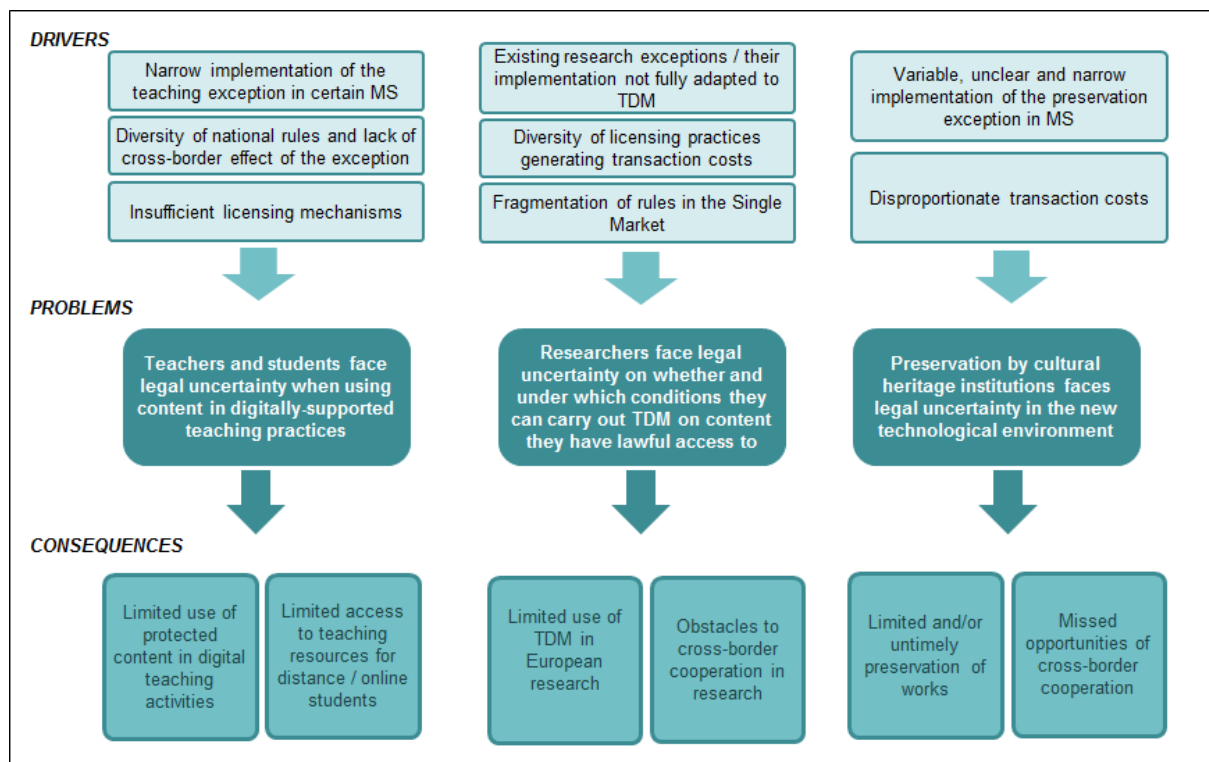 DRIVERS
Narrow implementation of the
teaching exception in certain MS
Diversity of national rules and lack of
cross-border effect of the exception
Insufficient licensing mechanisms
Existing research exceptions / their
implementation not fully adapted to
TDM
Diversity of licensing practices
generating transaction costs
Fragmentation of rules in the Single
Market
Variable, unclear and narrow
implementation of the preservation
exception in MS
Disproportionate transaction costs
PROBLEMS
Teachers and students face
legal uncertainty when using
content in digitally-supported
teaching practices
Researchers face legal
uncertainty on whether and
under which conditions they
can carry out TDM on content
they have lawful access to
Preservation by cultural
heritage institutions faces
legal uncertainty in the new
technological environment
CONSEQUENCES
Limited use of
protected
content in digital
teaching
activities
Limited access
to teaching
resources for
distance / online
students
Limited use of
TDM in
European
research
Obstacles to
cross-border
cooperation in
research
Limited and/or
untimely
preservation of
works
Missed
opportunities of
cross-border
cooperation